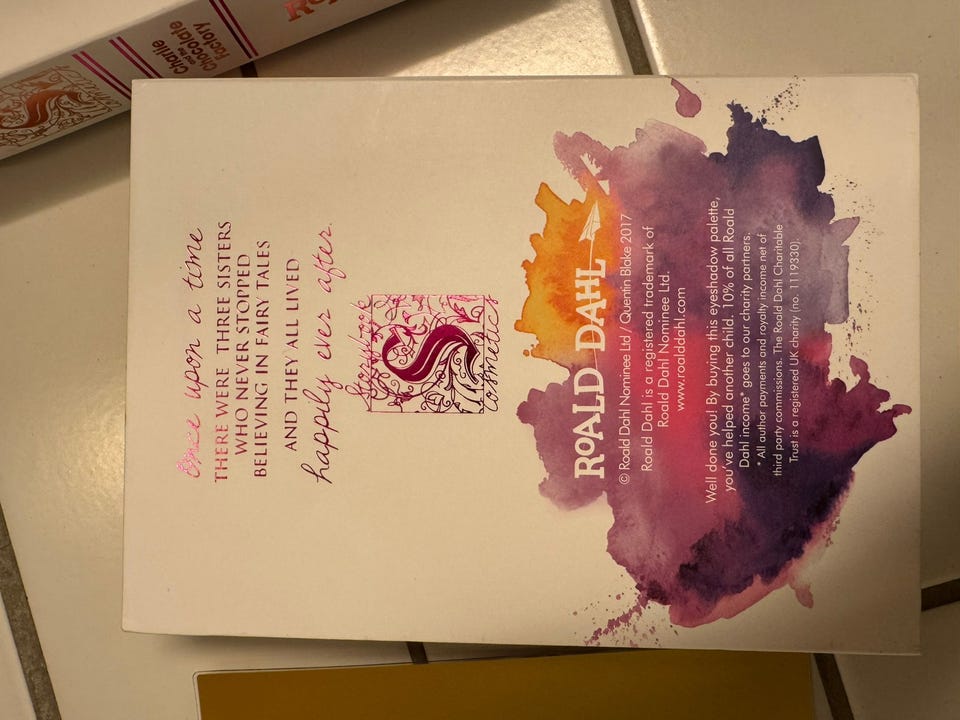 Charlie
and the
Chocolate
Factory
Once upon a time
THERE WERE THREE SISTERS
WHO NEVER STOPPED
BELIEVING IN FAIRY TALES
AND THEY ALL LIVED
happily ever after
Storybook
S
Cosmetics
ROALD DAHL
© Roald Dahl Nominee Ltd / Quentin Blake 2017
Roald Dahl is a registered trademark of
Roald Dahl Nominee Ltd.
www.roalddahl.com
Well done you! By buying this eyeshadow palette,
you've helped another child. 10% of all Roald
Dahl income* goes to our charity partners.
* All author payments and royalty income net of
third party commissions. The Roald Dahl Charitable
Trust is a registered UK charity (no. 1119330).